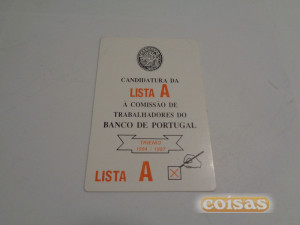 CANDIDATURA DA
LISTA A
À COMISSÃO DE
TRABALHADORES DO
BANCO DE PORTUGAL
LISTA A
coisas